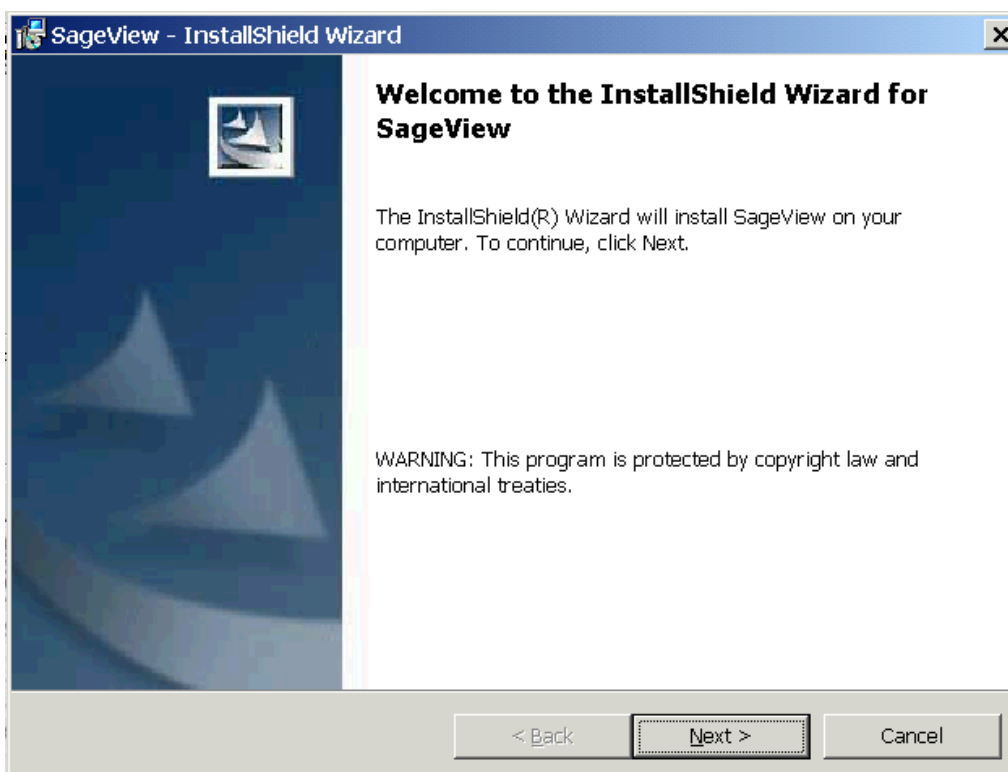 SageView - InstallShield Wizard
Welcome to the InstallShield Wizard for
SageView
The InstallShield(R) Wizard will install SageView on your
computer. To continue, click Next.
WARNING: This program is protected by copyright law and
international treaties.
< Back
Next >
Cancel